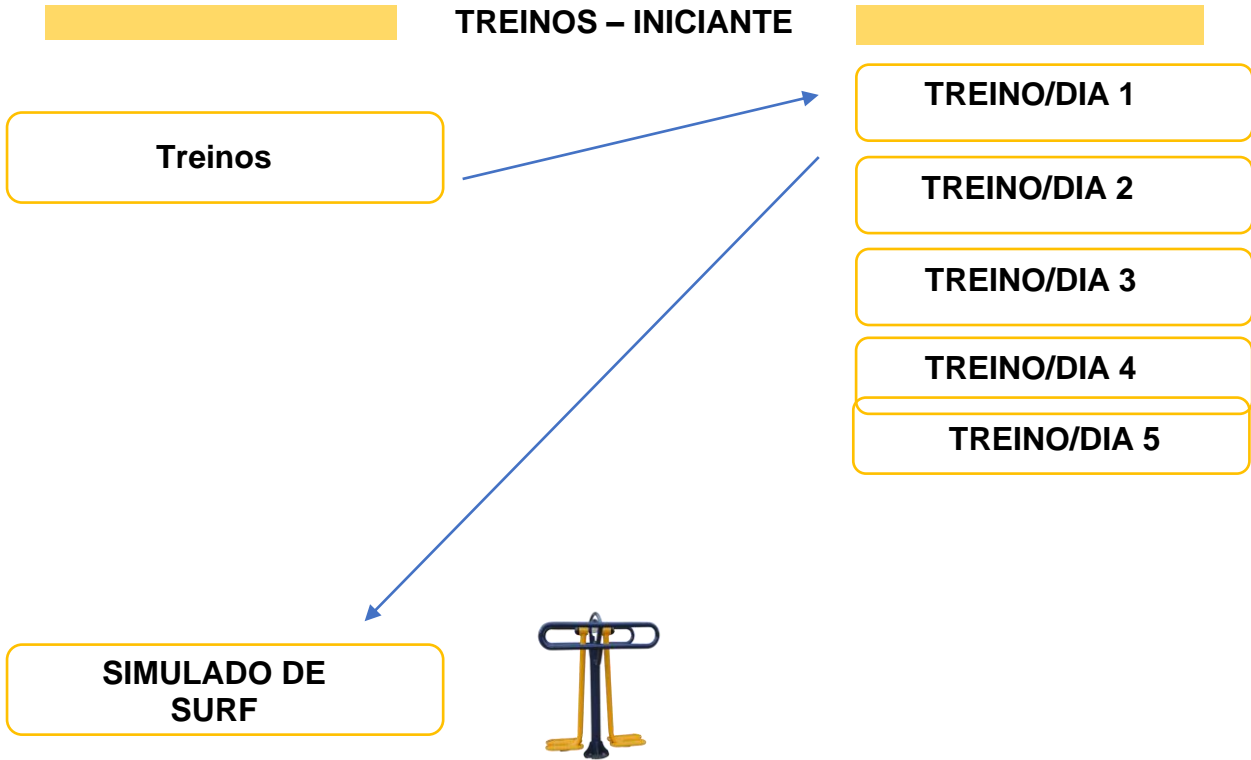 TREINOS – INICIANTE
Treinos
TREINO/DIA 1
TREINO/DIA 2
TREINO/DIA 3
TREINO/DIA 4
TREINO/DIA 5
SIMULADO DE
SURF